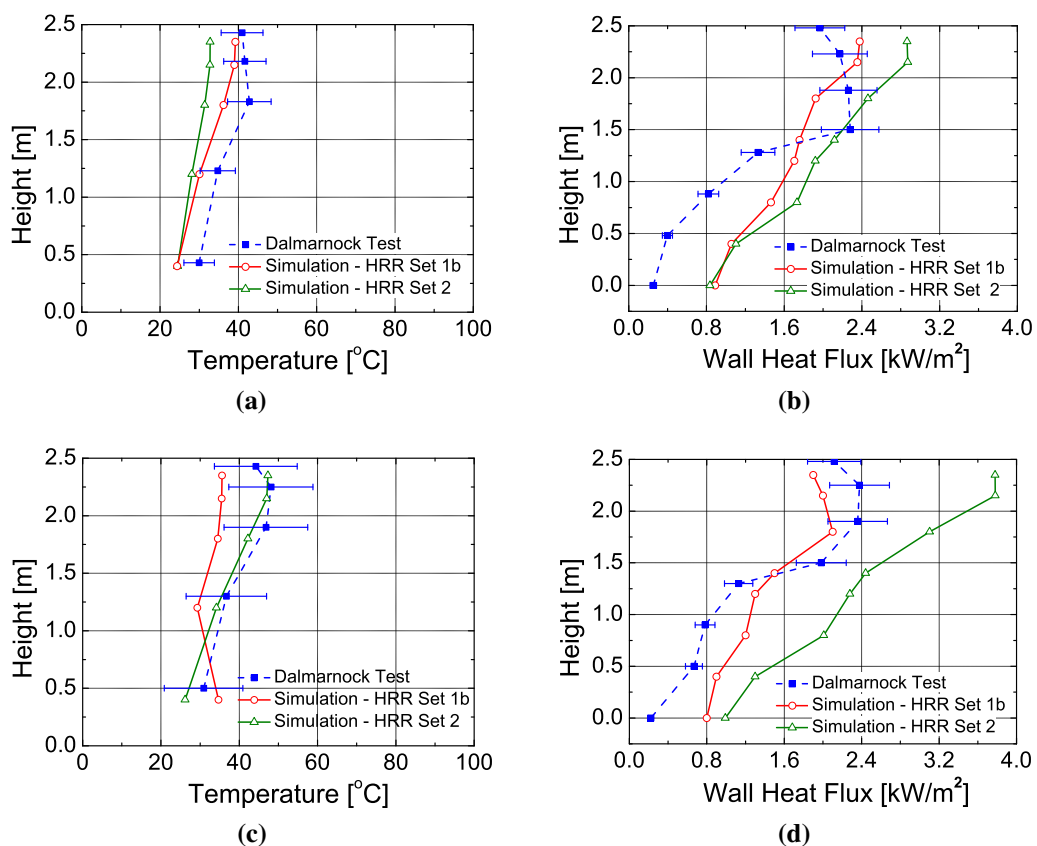 2.5
2.0
1.5
1.0
0.5
0.0
Height [m]
Dalmarnock Test
Simulation - HRR Set 1b
Simulation - HRR Set 2
0 20 40 60 80 100
Temperature [°C]
(a)
2.5
2.0
1.5
1.0
0.5
0.0
Height [m]
Dalmarnock Test
Simulation - HRR Set 1b
Simulation - HRR Set 2
0.0 0.8 1.6 2.4 3.2 4.0
Wall Heat Flux [kW/m²]
(b)
2.5
2.0
1.5
1.0
0.5
0.0
Height [m]
Dalmarnock Test
Simulation - HRR Set 1b
Simulation - HRR Set 2
0 20 40 60 80 100
Temperature [°C]
(c)
2.5
2.0
1.5
1.0
0.5
0.0
Height [m]
Dalmarnock Test
Simulation - HRR Set 1b
Simulation - HRR Set 2
0.0 0.8 1.6 2.4 3.2 4.0
Wall Heat Flux [kW/m²]
(d)